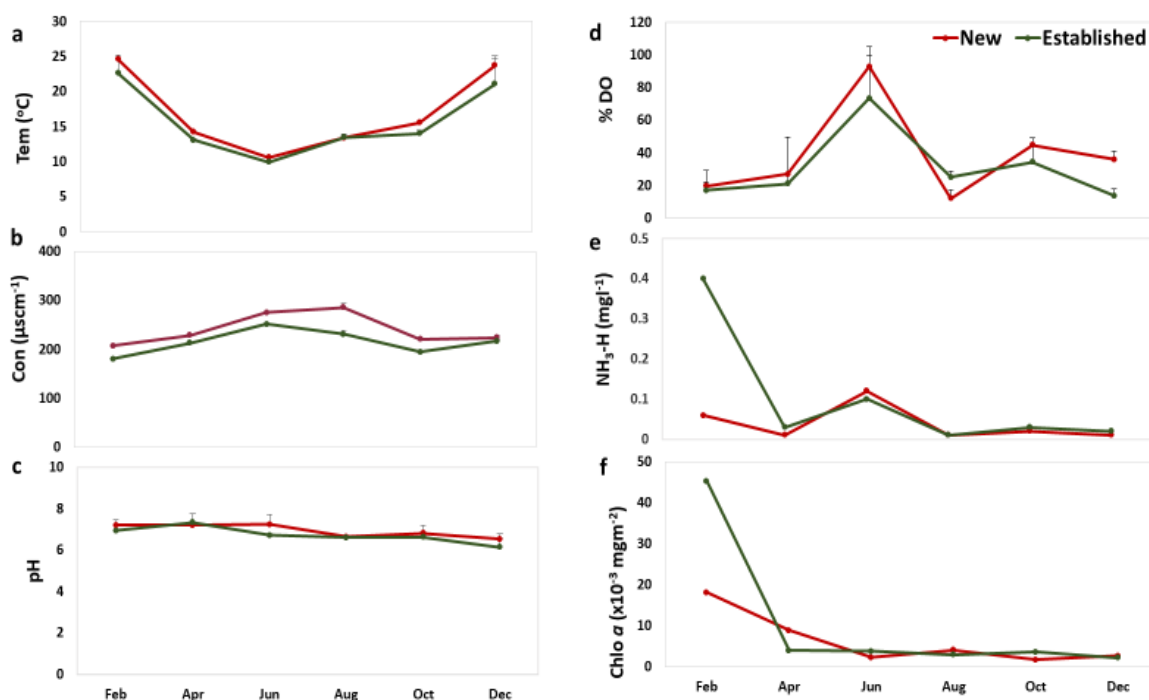 a
Tem (°C)
30
25
20
15
10
5
0
b
Con (µscm⁻¹)
400
300
200
100
0
c
pH
10
8
6
4
2
0
Feb Apr Jun Aug Oct Dec
d
New Established
% DO
120
100
80
60
40
20
0
e
NH₃-H (mgl⁻¹)
0.5
0.4
0.3
0.2
0.1
0
f
Chlo a (x10⁻³ mgm⁻²)
50
40
30
20
10
0
Feb Apr Jun Aug Oct Dec